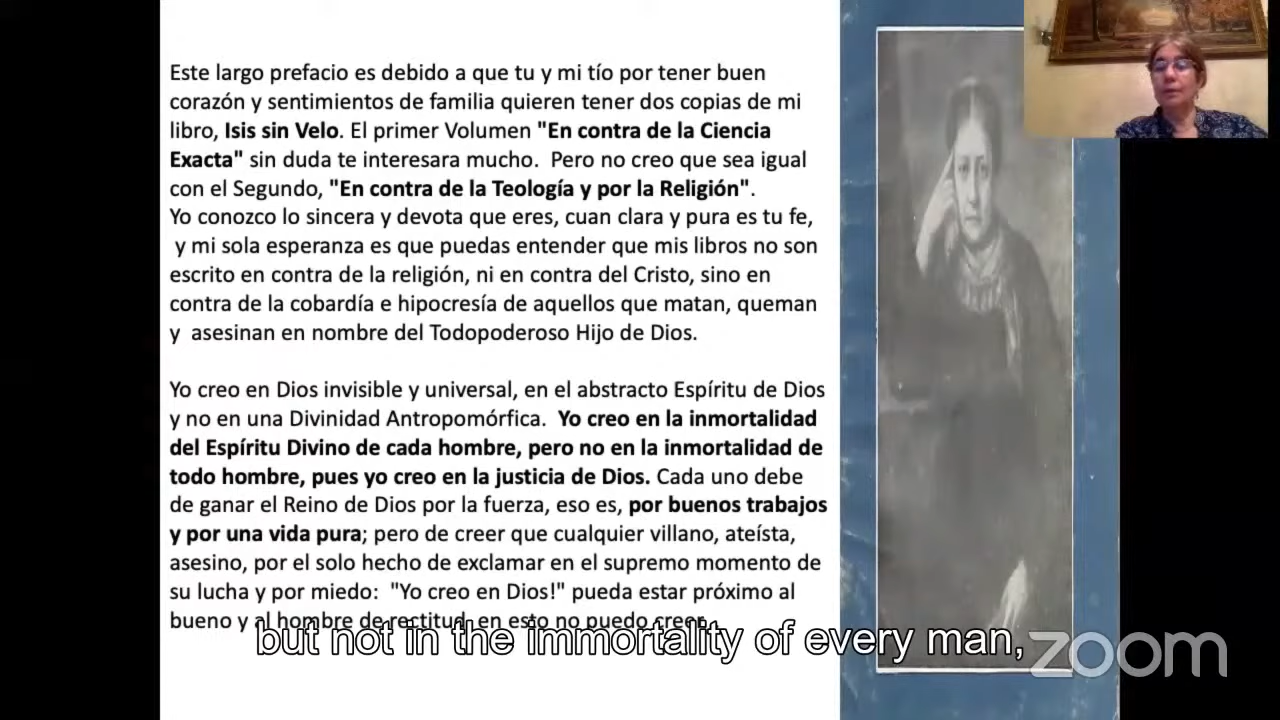 Este largo prefacio es debido a que tu y mi tío por tener buen
corazón y sentimientos de familia quieren tener dos copias de mi
libro, Isis sin Velo. El primer Volumen "En contra de la Ciencia
Exacta" sin duda te interesara mucho. Pero no creo que sea igual
con el Segundo, "En contra de la Teología y por la Religión".
Yo conozco lo sincera y devota que eres, cuan clara y pura es tu fe,
y mi sola esperanza es que puedas entender que mis libros no son
escrito en contra de la religión, ni en contra del Cristo, sino en
contra de la cobardía e hipocresía de aquellos que matan, queman
y asesinan en nombre del Todopoderoso Hijo de Dios.
Yo creo en Dios invisible y universal, en el abstracto Espíritu de Dios
y no en una Divinidad Antropomórfica. Yo creo en la inmortalidad
del Espíritu Divino de cada hombre, pero no en la inmortalidad de
todo hombre, pues yo creo en la justicia de Dios. Cada uno debe
de ganar el Reino de Dios por la fuerza, eso es, por buenos trabajos
y por una vida pura; pero de creer que cualquier villano, ateísta,
asesino, por el solo hecho de exclamar en el supremo momento de
su lucha y por miedo: "Yo creo en Dios!" pueda estar próximo al
bueno y al hombre de rectitud, en esto no puedo creer.
but not in the immortality of every man,
zoom